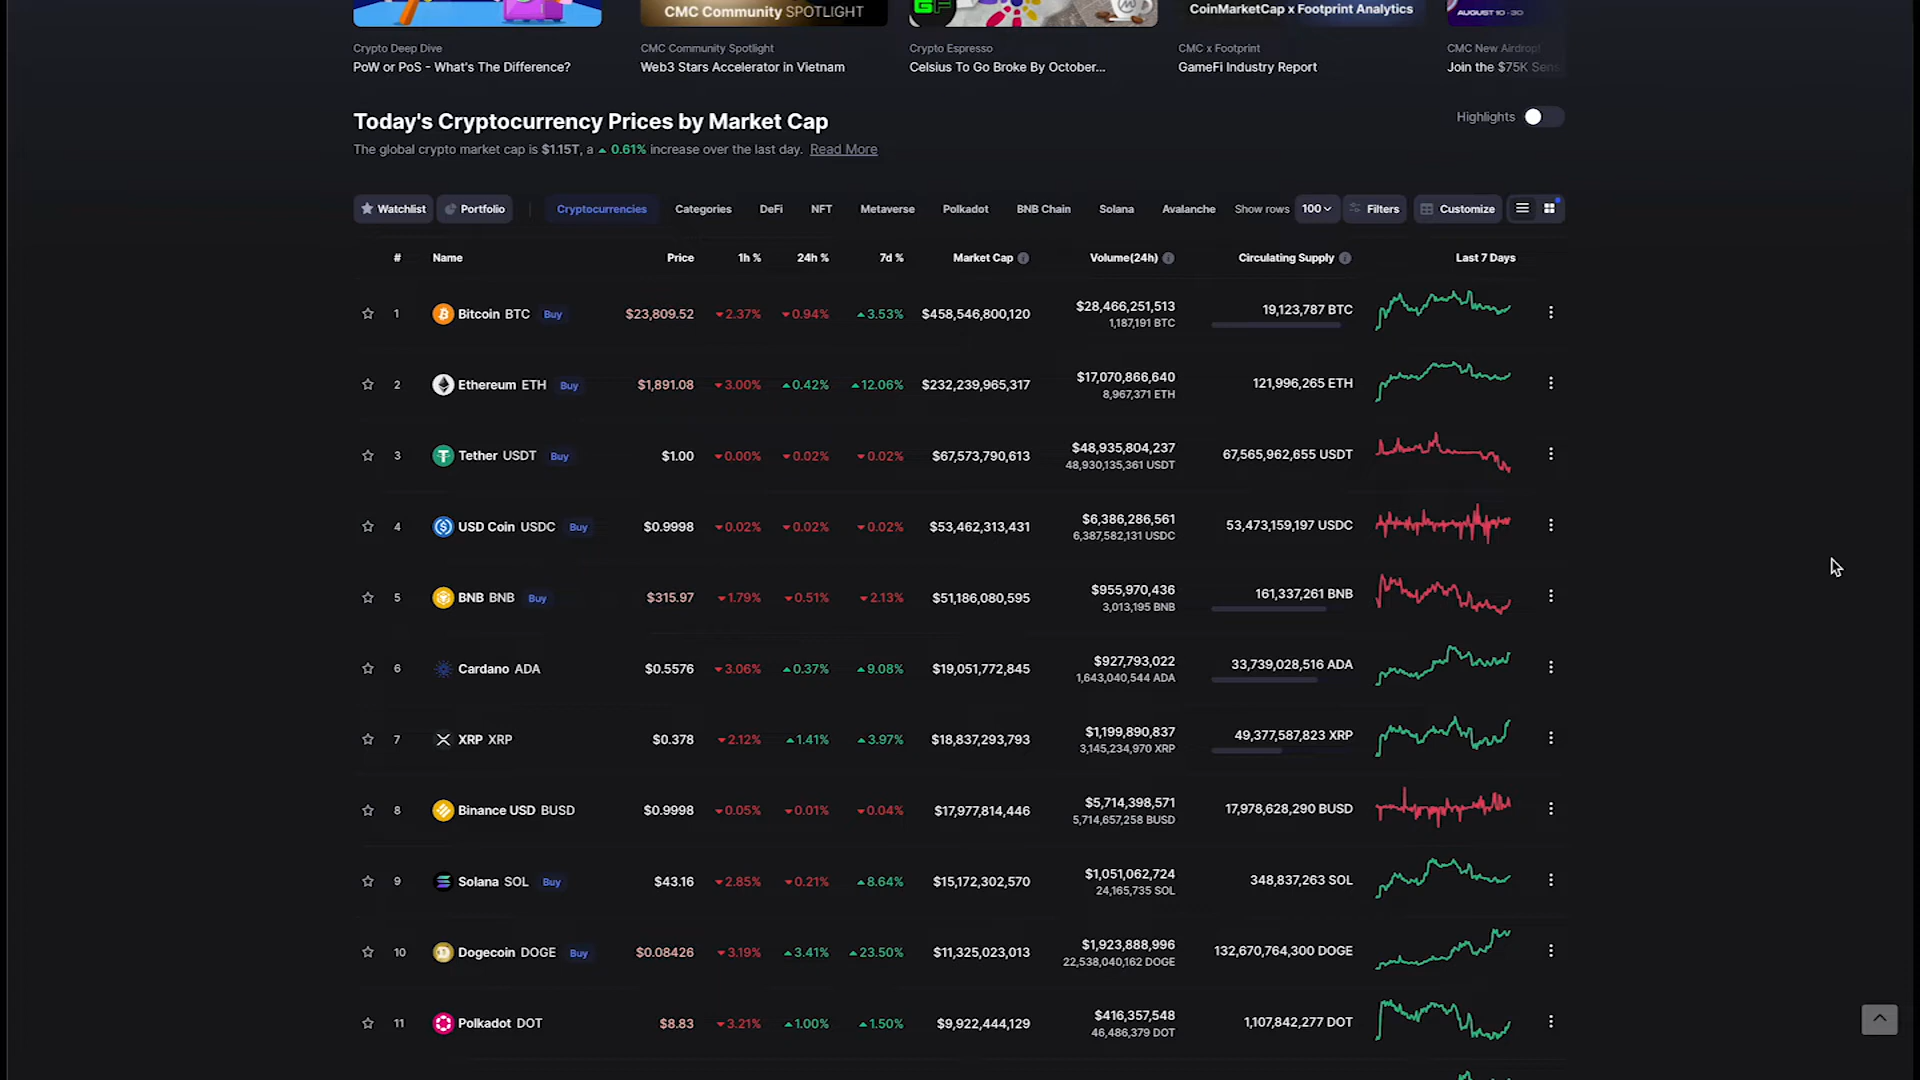 CMC Community SPOTLIGHT
CoinMarketCap x Footprint Analytics
AUGUST 10 - 30
Crypto Deep Dive
PoW or PoS - What's The Difference?
CMC Community Spotlight
Web3 Stars Accelerator in Vietnam
Crypto Espresso
Celsius To Go Broke By October...
CMC x Footprint
GameFi Industry Report
CMC New Airdrop!
Join the $75K Sens
Today's Cryptocurrency Prices by Market Cap
Highlights
The global crypto market cap is $1.15T, a 0.61% increase over the last day. Read More
Watchlist Portfolio Cryptocurrencies Categories DeFi NFT Metaverse Polkadot BNB Chain Solana Avalanche Show rows 100 Filters Customize
# Name Price 1h % 24h % 7d % Market Cap Volume(24h) Circulating Supply Last 7 Days
1 Bitcoin BTC Buy $23,809.52 2.37% 0.94% 3.53% $458,546,800,120 $28,466,251,513 19,123,787 BTC
1,187,191 BTC
2 Ethereum ETH Buy $1,891.08 3.00% 0.42% 12.06% $232,239,965,317 $17,070,866,640 121,996,265 ETH
8,967,371 ETH
3 Tether USDT Buy $1.00 0.00% 0.02% 0.02% $67,573,790,613 $48,935,804,237 67,565,962,655 USDT
48,930,135,361 USDT
4 USD Coin USDC Buy $0.9998 0.02% 0.02% 0.02% $53,462,313,431 $6,386,286,561 53,473,159,197 USDC
6,387,582,131 USDC
5 BNB BNB Buy $315.97 1.79% 0.51% 2.13% $51,186,080,595 $955,970,436 161,337,261 BNB
3,013,195 BNB
6 Cardano ADA $0.5576 3.06% 0.37% 9.08% $19,051,772,845 $927,793,022 33,739,028,516 ADA
1,643,040,544 ADA
7 XRP XRP $0.378 2.12% 1.41% 3.97% $18,837,293,793 $1,199,890,837 49,377,587,823 XRP
3,145,234,970 XRP
8 Binance USD BUSD $0.9998 0.05% 0.01% 0.04% $17,977,814,446 $5,714,398,571 17,978,628,290 BUSD
5,714,657,258 BUSD
9 Solana SOL Buy $43.16 2.85% 0.21% 8.64% $15,172,302,570 $1,051,062,724 348,837,263 SOL
24,165,735 SOL
10 Dogecoin DOGE Buy $0.08426 3.19% 3.41% 23.50% $11,325,023,013 $1,923,888,996 132,670,764,300 DOGE
22,538,040,162 DOGE
11 Polkadot DOT $8.83 3.21% 1.00% 1.50% $9,922,444,129 $416,357,548 1,107,842,277 DOT
46,486,379 DOT